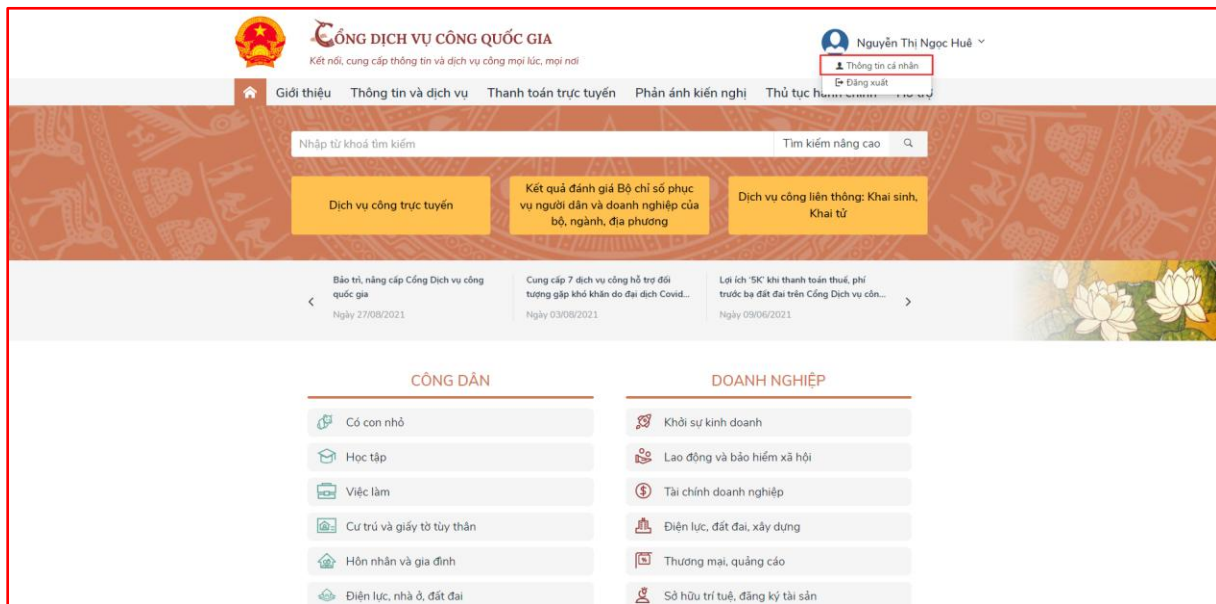 CỔNG DỊCH VỤ CÔNG QUỐC GIA
Kết nối, cung cấp thông tin và dịch vụ công mọi lúc, mọi nơi
Nguyễn Thị Ngọc Huê
Thông tin cá nhân
Đăng xuất
Giới thiệu Thông tin và dịch vụ Thanh toán trực tuyến Phản ánh kiến nghị Thủ tục hành chính Hỗ trợ
Nhập từ khoá tìm kiếm
Tìm kiếm nâng cao
Dịch vụ công trực tuyến
Kết quả đánh giá Bộ chỉ số phục
vụ người dân và doanh nghiệp của
bộ, ngành, địa phương
Dịch vụ công liên thông: Khai sinh,
Khai tử
Bảo trì, nâng cấp Cổng Dịch vụ công
quốc gia
Ngày 27/08/2021
Cung cấp 7 dịch vụ công hỗ trợ đối
tượng gặp khó khăn do đại dịch Covid...
Ngày 03/08/2021
Lợi ích '5K' khi thanh toán thuế, phí
trước bạ đất đai trên Cổng Dịch vụ côn...
Ngày 09/06/2021
CÔNG DÂN
Có con nhỏ
Học tập
Việc làm
Cư trú và giấy tờ tùy thân
Hôn nhân và gia đình
Điện lực, nhà ở, đất đai
DOANH NGHIỆP
Khởi sự kinh doanh
Lao động và bảo hiểm xã hội
Tài chính doanh nghiệp
Điện lực, đất đai, xây dựng
Thương mại, quảng cáo
Sở hữu trí tuệ, đăng ký tài sản